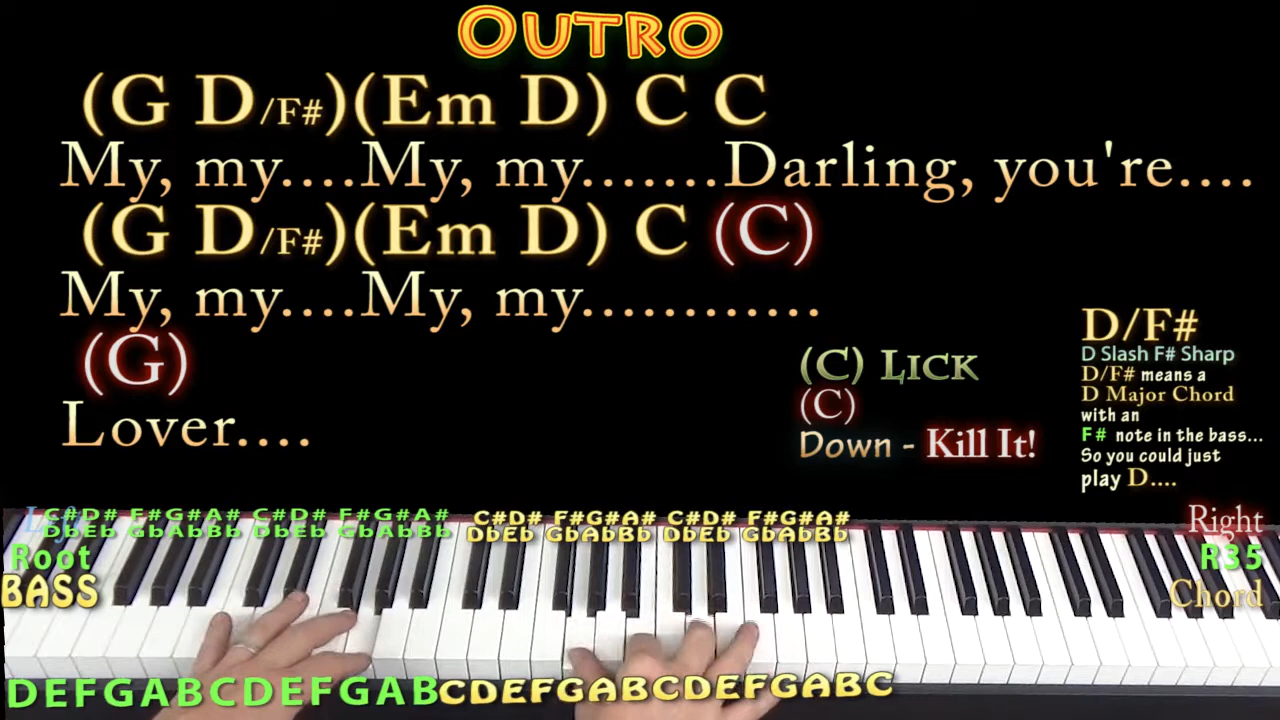 OUTRO
(G D/F#)(Em D) C C
My, my....My, my.......Darling, you're....
(G D/F#)(Em D) C (C)
My, my....My, my............
(G)
Lover....
(C) LICK
(C)
Down - Kill It!
D/F#
D Slash F# Sharp
D/F# means a
D Major Chord
with an
F# note in the bass...
So you could just
play D....
Left
Root
BASS
C#D# F#G#A# C#D# F#G#A# C#D# F#G#A# C#D# F#G#A#
DbEb GbAbBb DbEb GbAbBb DbEb GbAbBb DbEb GbAbBb
Right
R35
Chord
DEFGABCDEFGABCDEFGABCDEFGABC